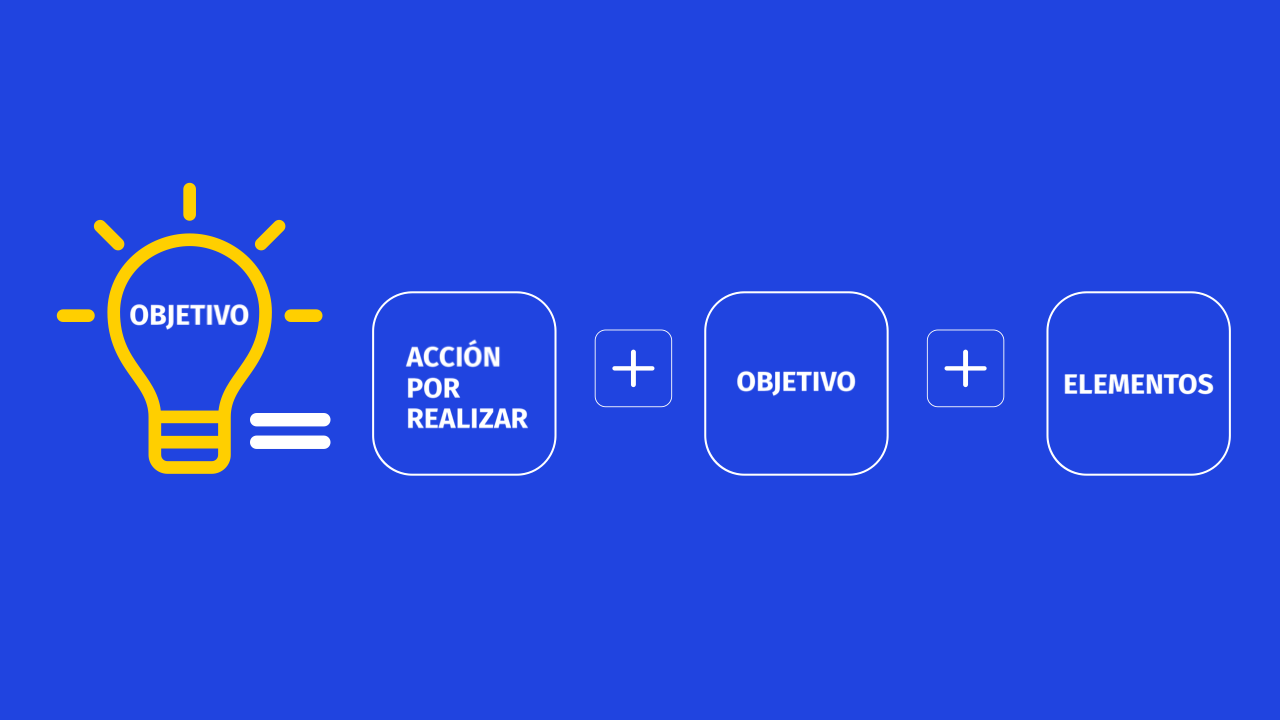 OBJETIVO
ACCIÓN
POR
REALIZAR
OBJETIVO
ELEMENTOS